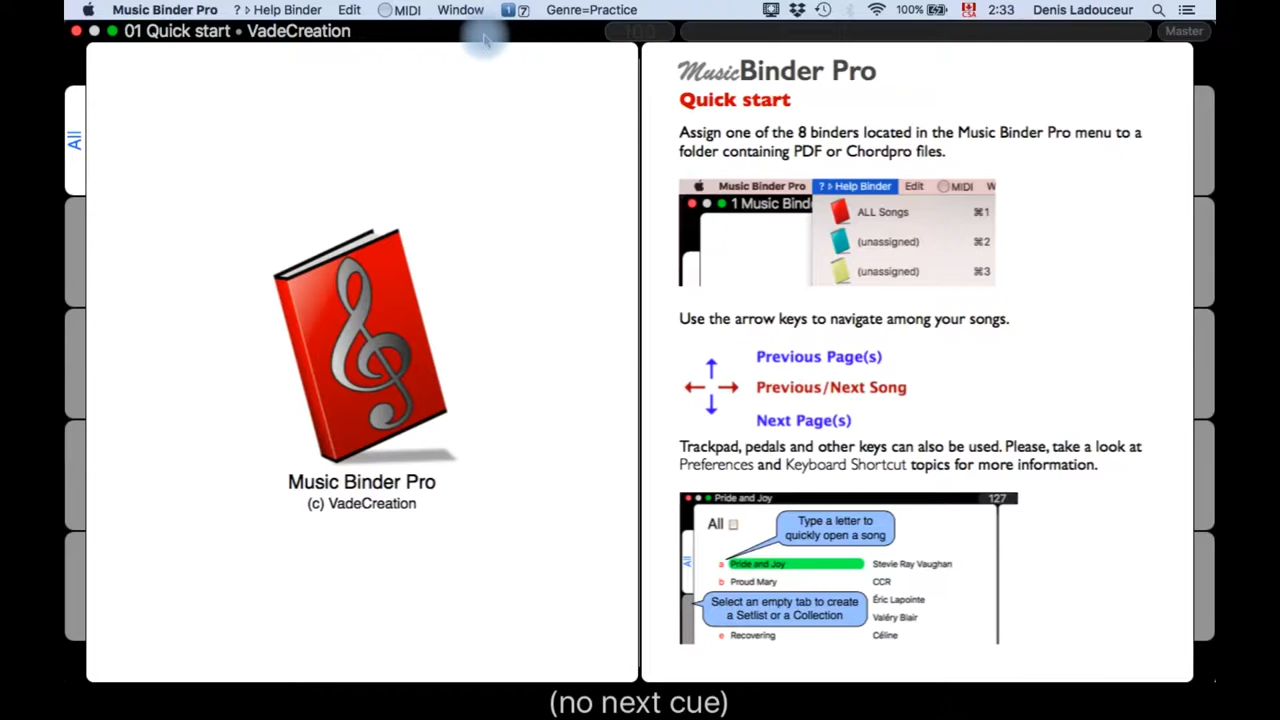 Music Binder Pro ? ▹ Help Binder Edit MIDI Window 1 7 Genre=Practice 100% CSA 2:33 Denis Ladouceur
01 Quick start • VadeCreation 100 Master
All
Music Binder Pro
(c) VadeCreation
MusicBinder Pro
Quick start
Assign one of the 8 binders located in the Music Binder Pro menu to a
folder containing PDF or Chordpro files.
Music Binder Pro ? ▹ Help Binder Edit MIDI W
1 Music Bind
ALL Songs ⌘1
(unassigned) ⌘2
(unassigned) ⌘3
Use the arrow keys to navigate among your songs.
Previous Page(s)
Previous/Next Song
Next Page(s)
Trackpad, pedals and other keys can also be used. Please, take a look at
Preferences and Keyboard Shortcut topics for more information.
Pride and Joy 127
All
Type a letter to
quickly open a song
All
a Pride and Joy Stevie Ray Vaughan
b Proud Mary CCR
Select an empty tab to create
a Setlist or a Collection
Éric Lapointe
Valéry Blair
e Recovering Céline
(no next cue)